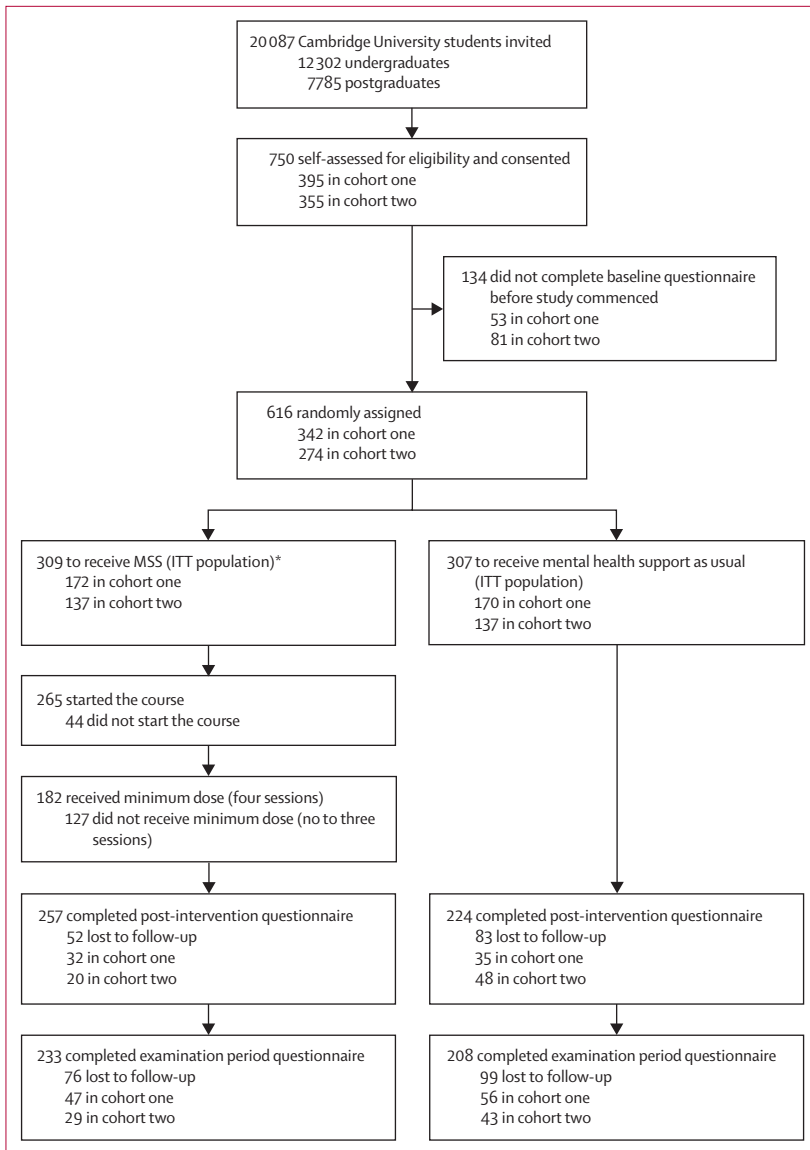 20 087 Cambridge University students invited
12 302 undergraduates
7785 postgraduates
750 self-assessed for eligibility and consented
395 in cohort one
355 in cohort two
134 did not complete baseline questionnaire
before study commenced
53 in cohort one
81 in cohort two
616 randomly assigned
342 in cohort one
274 in cohort two
309 to receive MSS (ITT population)*
172 in cohort one
137 in cohort two
307 to receive mental health support as usual
(ITT population)
170 in cohort one
137 in cohort two
265 started the course
44 did not start the course
182 received minimum dose (four sessions)
127 did not receive minimum dose (no to three
sessions)
257 completed post-intervention questionnaire
52 lost to follow-up
32 in cohort one
20 in cohort two
224 completed post-intervention questionnaire
83 lost to follow-up
35 in cohort one
48 in cohort two
233 completed examination period questionnaire
76 lost to follow-up
47 in cohort one
29 in cohort two
208 completed examination period questionnaire
99 lost to follow-up
56 in cohort one
43 in cohort two